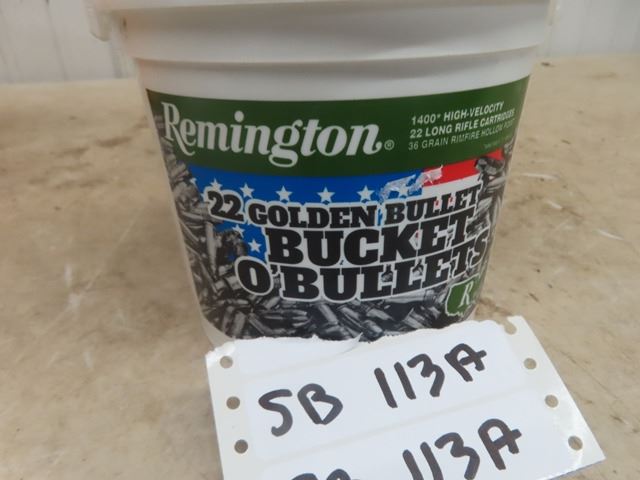 Remington®
1400* HIGH-VELOCITY
22 LONG RIFLE CARTRIDGES
36 GRAIN RIMFIRE HOLLOW POINT
22 GOLDEN BULLET
BUCKET
O'BULLETS
R
SB 113A
113A